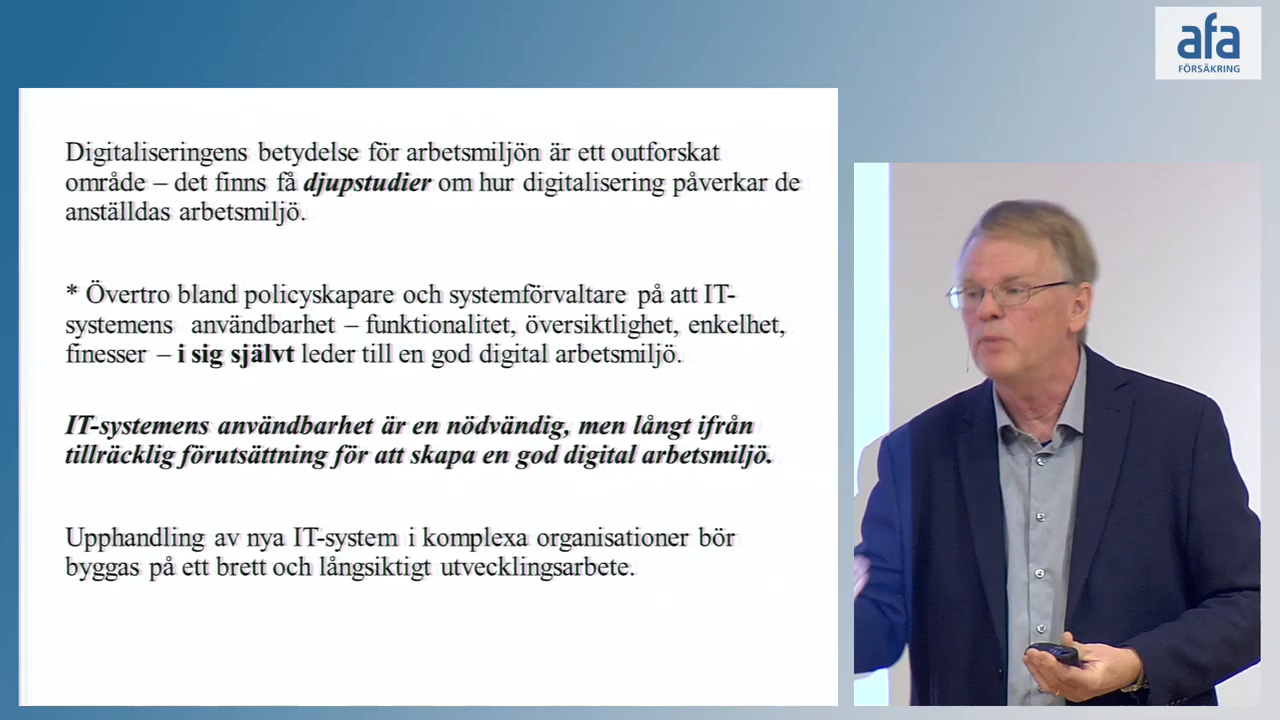 afa
FÖRSÄKRING
Digitaliseringens betydelse för arbetsmiljön är ett outforskat
område – det finns få djupstudier om hur digitalisering påverkar de
anställdas arbetsmiljö.
* Övertro bland policyskapare och systemförvaltare på att IT-
systemens användbarhet – funktionalitet, översiktlighet, enkelhet,
finesser – i sig självt leder till en god digital arbetsmiljö.
IT-systemens användbarhet är en nödvändig, men långt ifrån
tillräcklig förutsättning för att skapa en god digital arbetsmiljö.
Upphandling av nya IT-system i komplexa organisationer bör
byggas på ett brett och långsiktigt utvecklingsarbete.